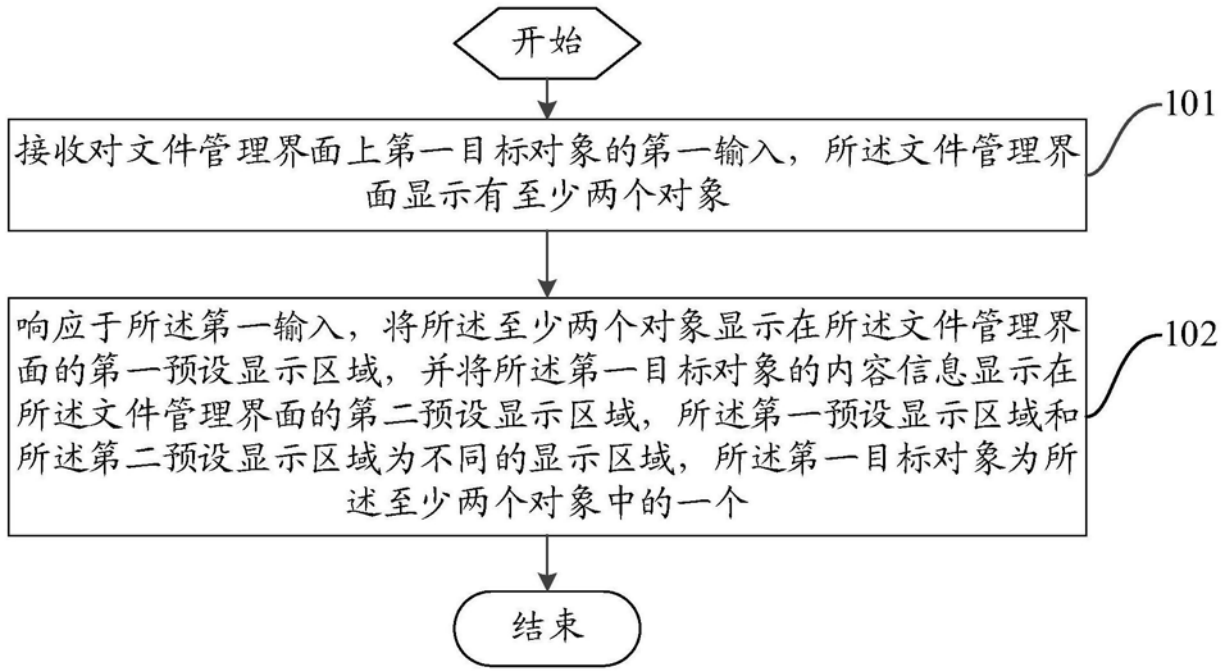 开始
101
接收对文件管理界面上第一目标对象的第一输入，所述文件管理界
面显示有至少两个对象
102
响应于所述第一输入，将所述至少两个对象显示在所述文件管理界
面的第一预设显示区域，并将所述第一目标对象的内容信息显示在
所述文件管理界面的第二预设显示区域，所述第一预设显示区域和
所述第二预设显示区域为不同的显示区域，所述第一目标对象为所
述至少两个对象中的一个
结束